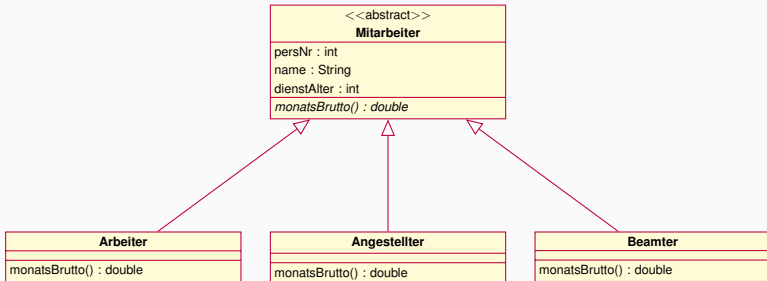 <<abstract>>
Mitarbeiter
persNr : int
name : String
dienstAlter : int
monatsBrutto() : double
Arbeiter
monatsBrutto() : double
Angestellter
monatsBrutto() : double
Beamter
monatsBrutto() : double